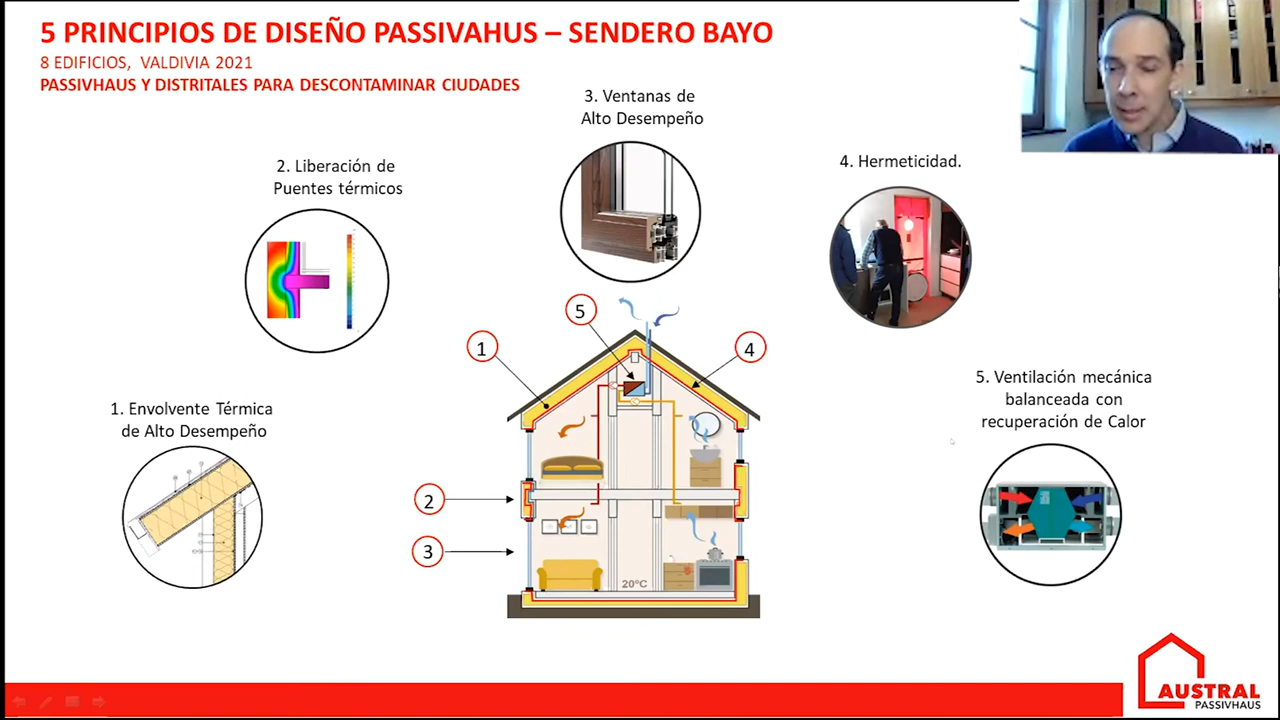 5 PRINCIPIOS DE DISEÑO PASSIVAHUS – SENDERO BAYO
8 EDIFICIOS, VALDIVIA 2021
PASSIVHAUS Y DISTRITALES PARA DESCONTAMINAR CIUDADES
3. Ventanas de
Alto Desempeño
2. Liberación de
Puentes térmicos
4. Hermeticidad.
5
1
4
5. Ventilación mecánica
balanceada con
recuperación de Calor
1. Envolvente Térmica
de Alto Desempeño
2
3
20ºC
AUSTRAL
PASSIVHAUS